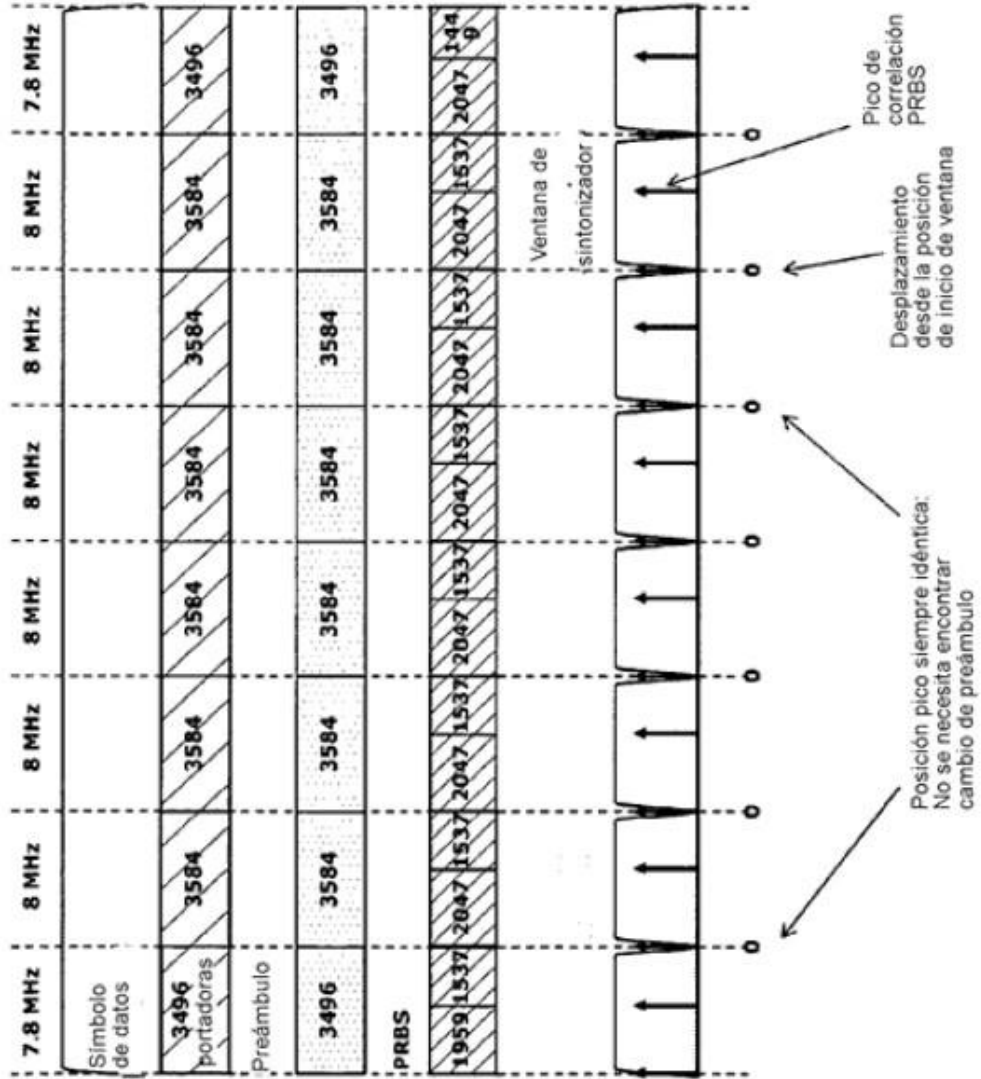 7.8 MHz 8 MHz 8 MHz 8 MHz 8 MHz 8 MHz 8 MHz 7.8 MHz
Símbolo
de datos
3496 3584 3584 3584 3584 3584 3584 3496
portadoras
Preámbulo
3496 3584 3584 3584 3584 3584 3584 3496
PRBS
1959 1537 2047 1537 2047 1537 2047 1537 2047 1537 2047 1537 2047 1537 2047 144
9
Ventana de
sintonizador
0 0 0 0 0 0 0
Posición pico siempre idéntica:
No se necesita encontrar
cambio de preámbulo
Desplazamiento
desde la posición
de inicio de ventana
Pico de
correlación
PRBS